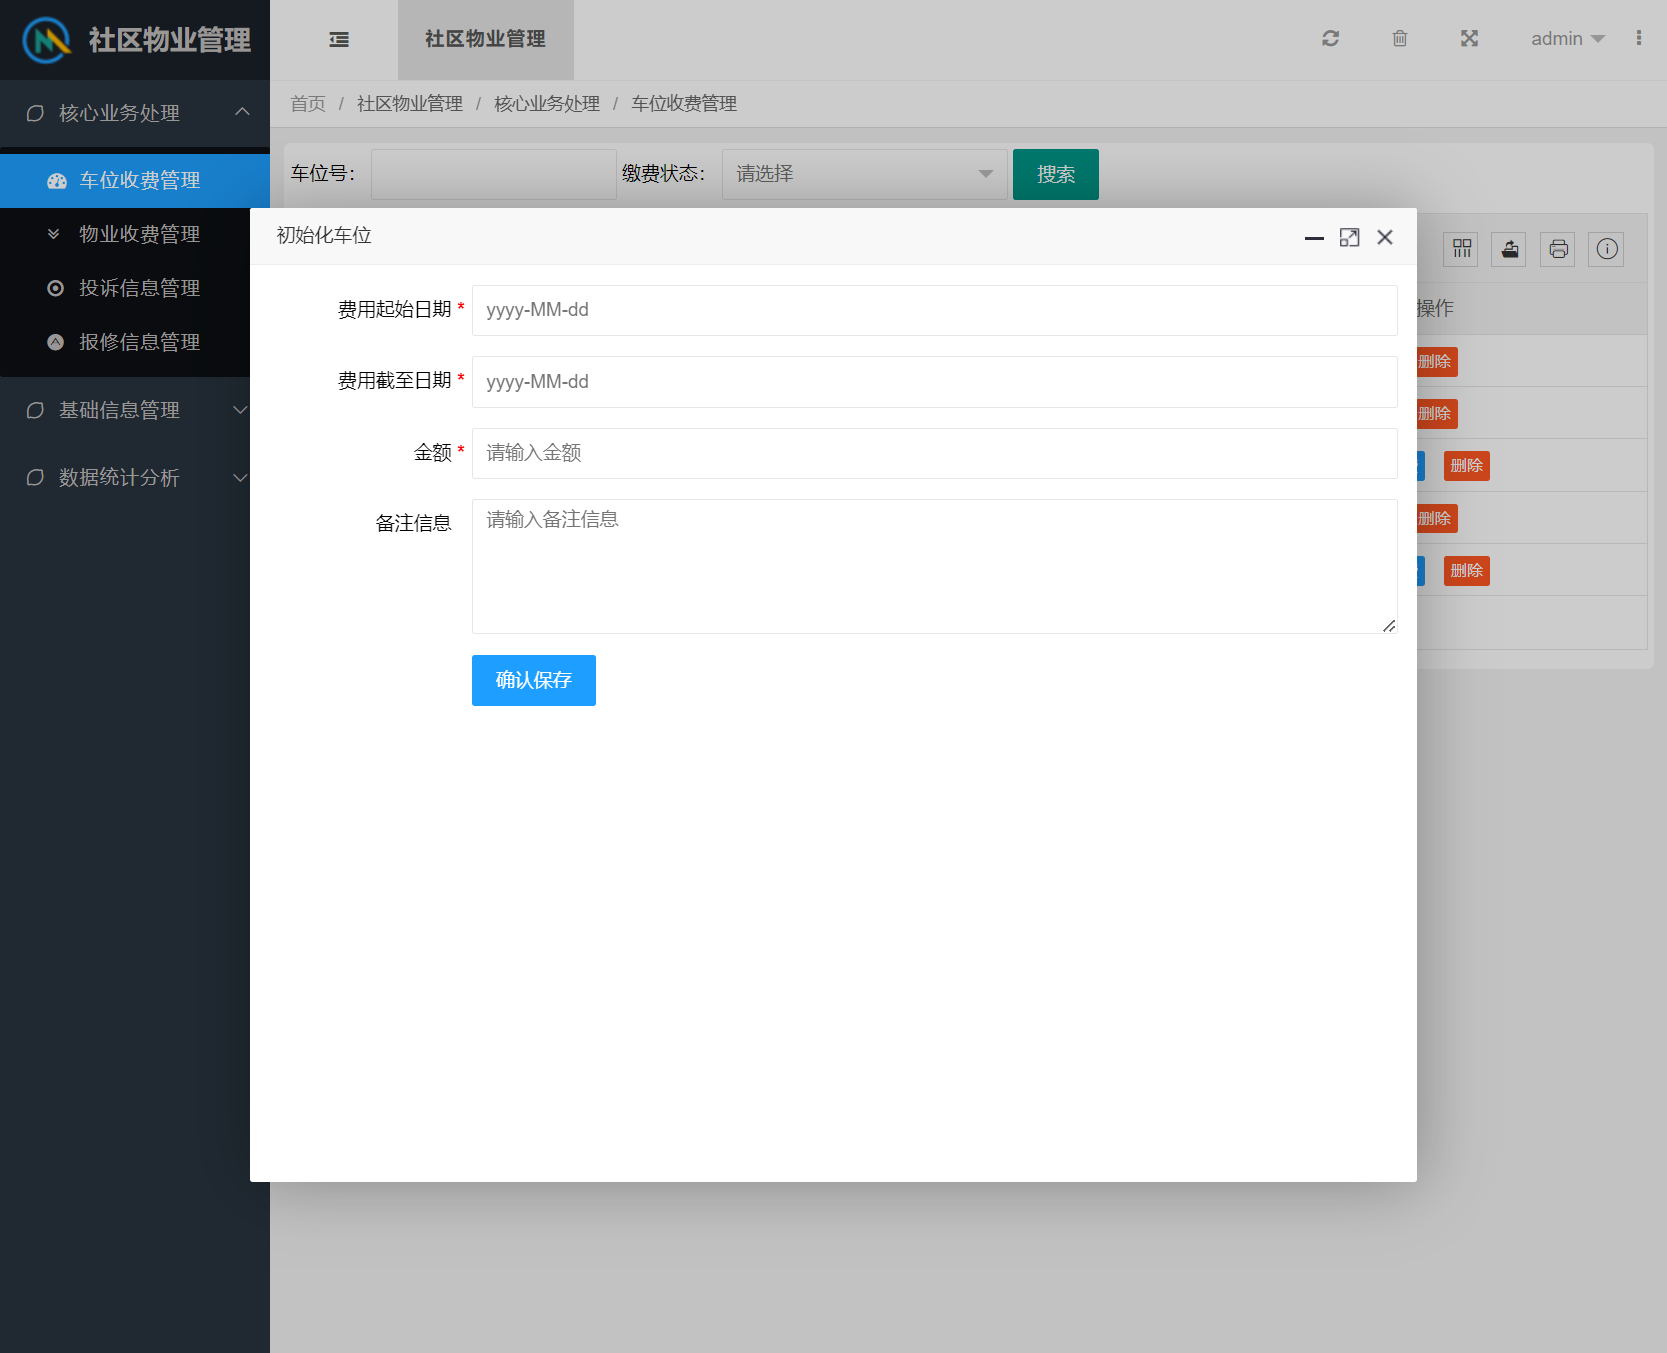 社区物业管理
社区物业管理
admin
核心业务处理
首页 / 社区物业管理 / 核心业务处理 / 车位收费管理
车位收费管理
物业收费管理
投诉信息管理
报修信息管理
基础信息管理
数据统计分析
车位号：
缴费状态：
请选择
搜索
操作
删除
删除
删除
删除
删除
初始化车位
费用起始日期 *
yyyy-MM-dd
费用截至日期 *
yyyy-MM-dd
金额 *
请输入金额
备注信息
请输入备注信息
确认保存